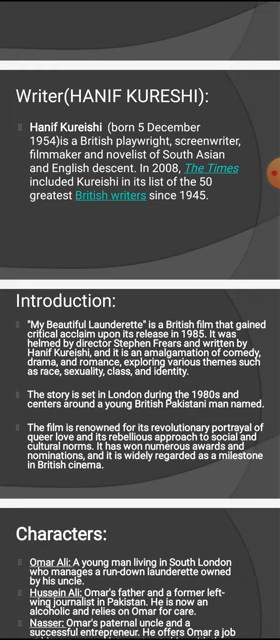 Writer(HANIF KURESHI):
Hanif Kureishi (born 5 December
1954)is a British playwright, screenwriter,
filmmaker and novelist of South Asian
and English descent. In 2008, The Times
included Kureishi in its list of the 50
greatest British writers since 1945.
Introduction:
"My Beautiful Launderette" is a British film that gained
critical acclaim upon its release in 1985. It was
helmed by director Stephen Frears and written by
Hanif Kureishi, and it is an amalgamation of comedy,
drama, and romance, exploring various themes such
as race, sexuality, class, and identity.
The story is set in London during the 1980s and
centers around a young British Pakistani man named.
The film is renowned for its revolutionary portrayal of
queer love and its rebellious approach to social and
cultural norms. It has won numerous awards and
nominations, and it is widely regarded as a milestone
in British cinema.
Characters:
Omar Ali: A young man living in South London
who manages a run-down launderette owned
by his uncle.
Hussein Ali: Omar's father and a former left-
wing journalist in Pakistan. He is now an
alcoholic and relies on Omar for care.
Nasser: Omar's paternal uncle and a
successful entrepreneur. He offers Omar a job